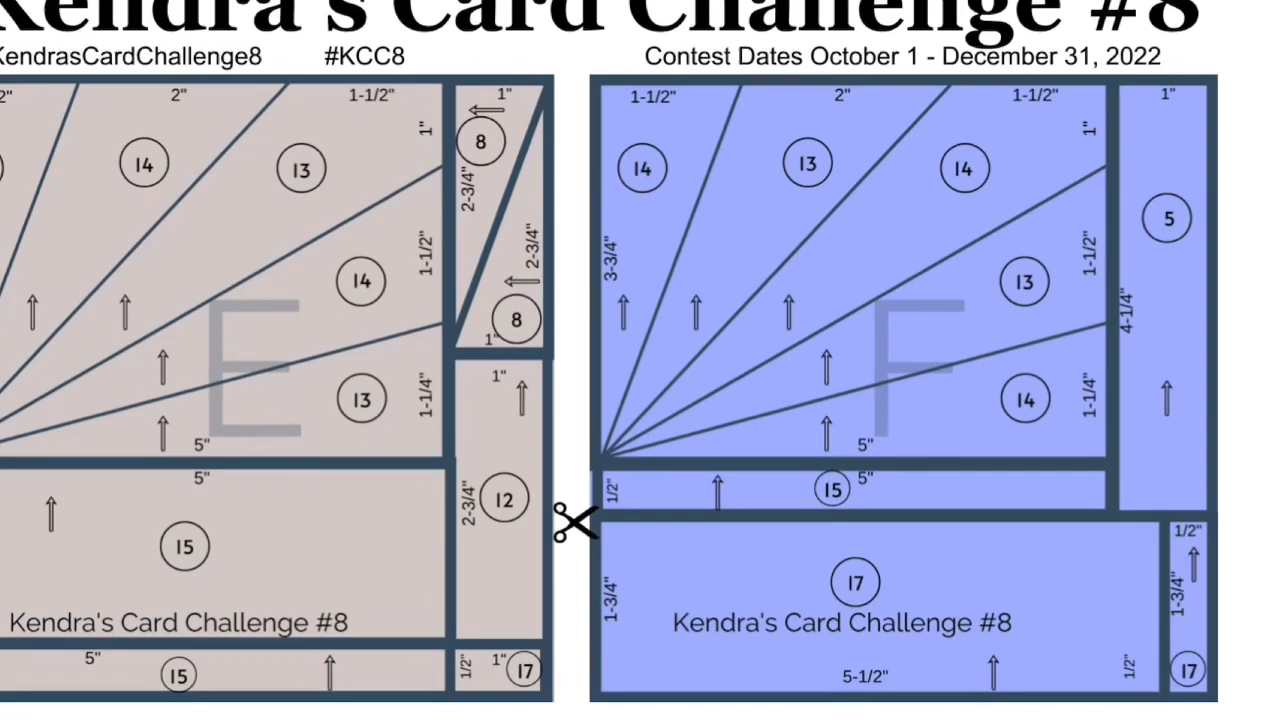 Kendra's Card Challenge #8
KendrasCardChallenge8 #KCC8 Contest Dates October 1 - December 31, 2022
2" 2" 1-1/2" 1"
14 13 1" 8
2-3/4"
14 1-1/2" 2-3/4"
8
1"
E
13 1-1/4" 1"
5"
5"
15 2-3/4" 12
Kendra's Card Challenge #8
5" 15 1/2" 1" 17
1-1/2" 2" 1-1/2" 1"
14 13 14 1" 5
3-3/4" 13 1-1/2" 4-1/4"
F
14 1-1/4"
5"
1/2" 15 5"
1/2"
1-3/4" 17 1-3/4"
Kendra's Card Challenge #8
5-1/2" 1/2" 17